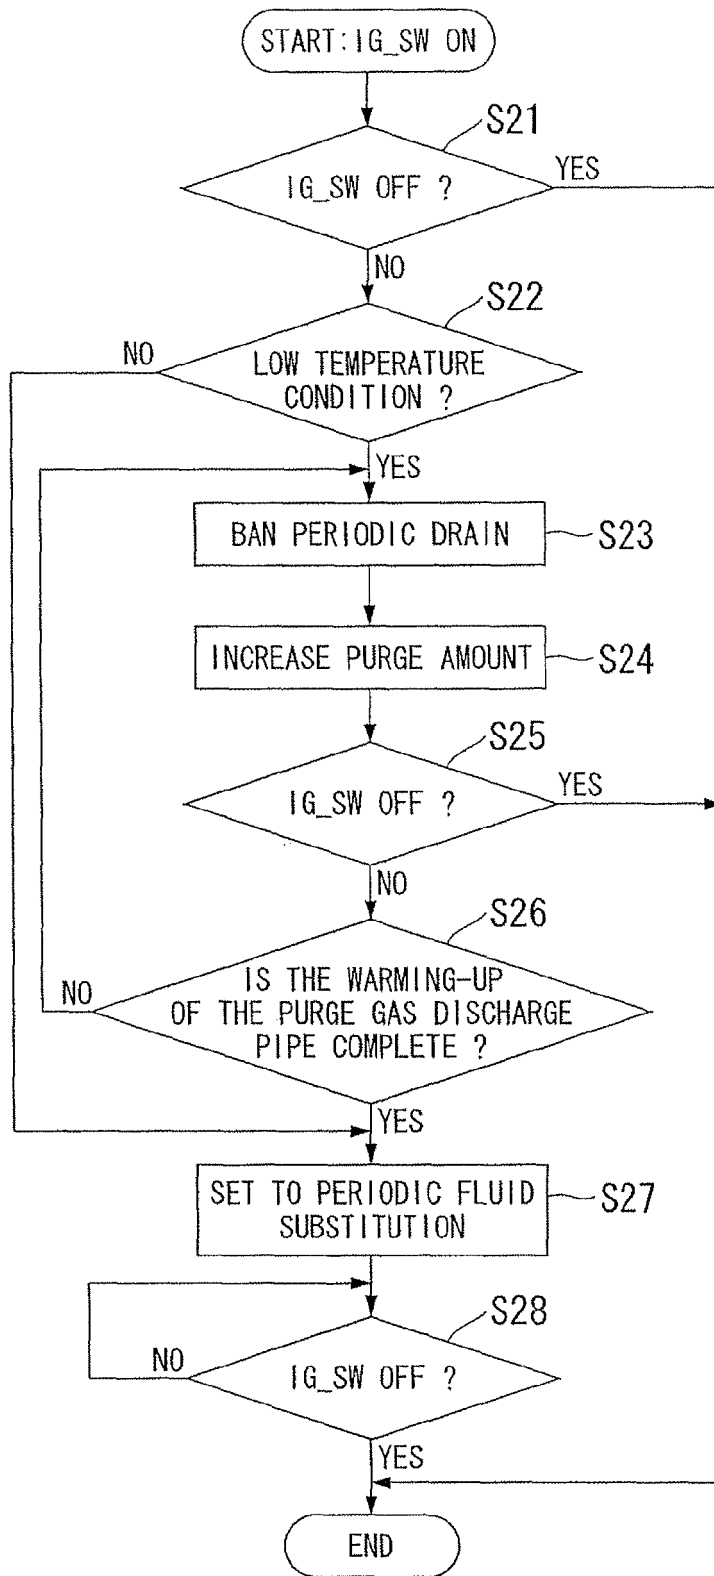 START:IG_SW ON
S21
IG_SW OFF ?
YES
NO
S22
NO
LOW TEMPERATURE
CONDITION ?
YES
BAN PERIODIC DRAIN
S23
INCREASE PURGE AMOUNT
S24
S25
IG_SW OFF ?
YES
NO
S26
NO
IS THE WARMING-UP
OF THE PURGE GAS DISCHARGE
PIPE COMPLETE ?
YES
SET TO PERIODIC FLUID
SUBSTITUTION
S27
S28
NO
IG_SW OFF ?
YES
END